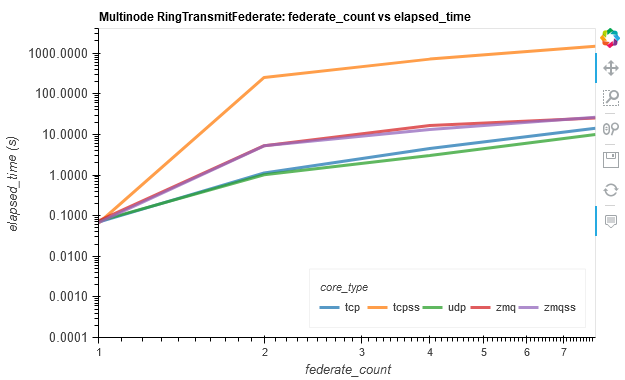 Multinode RingTransmitFederate: federate_count vs elapsed_time
elapsed_time (s)
1000.0000
100.0000
10.0000
1.0000
0.1000
0.0100
0.0010
0.0001
core_type
tcp tcpss udp zmq zmqss
1 2 3 4 5 6 7
federate_count